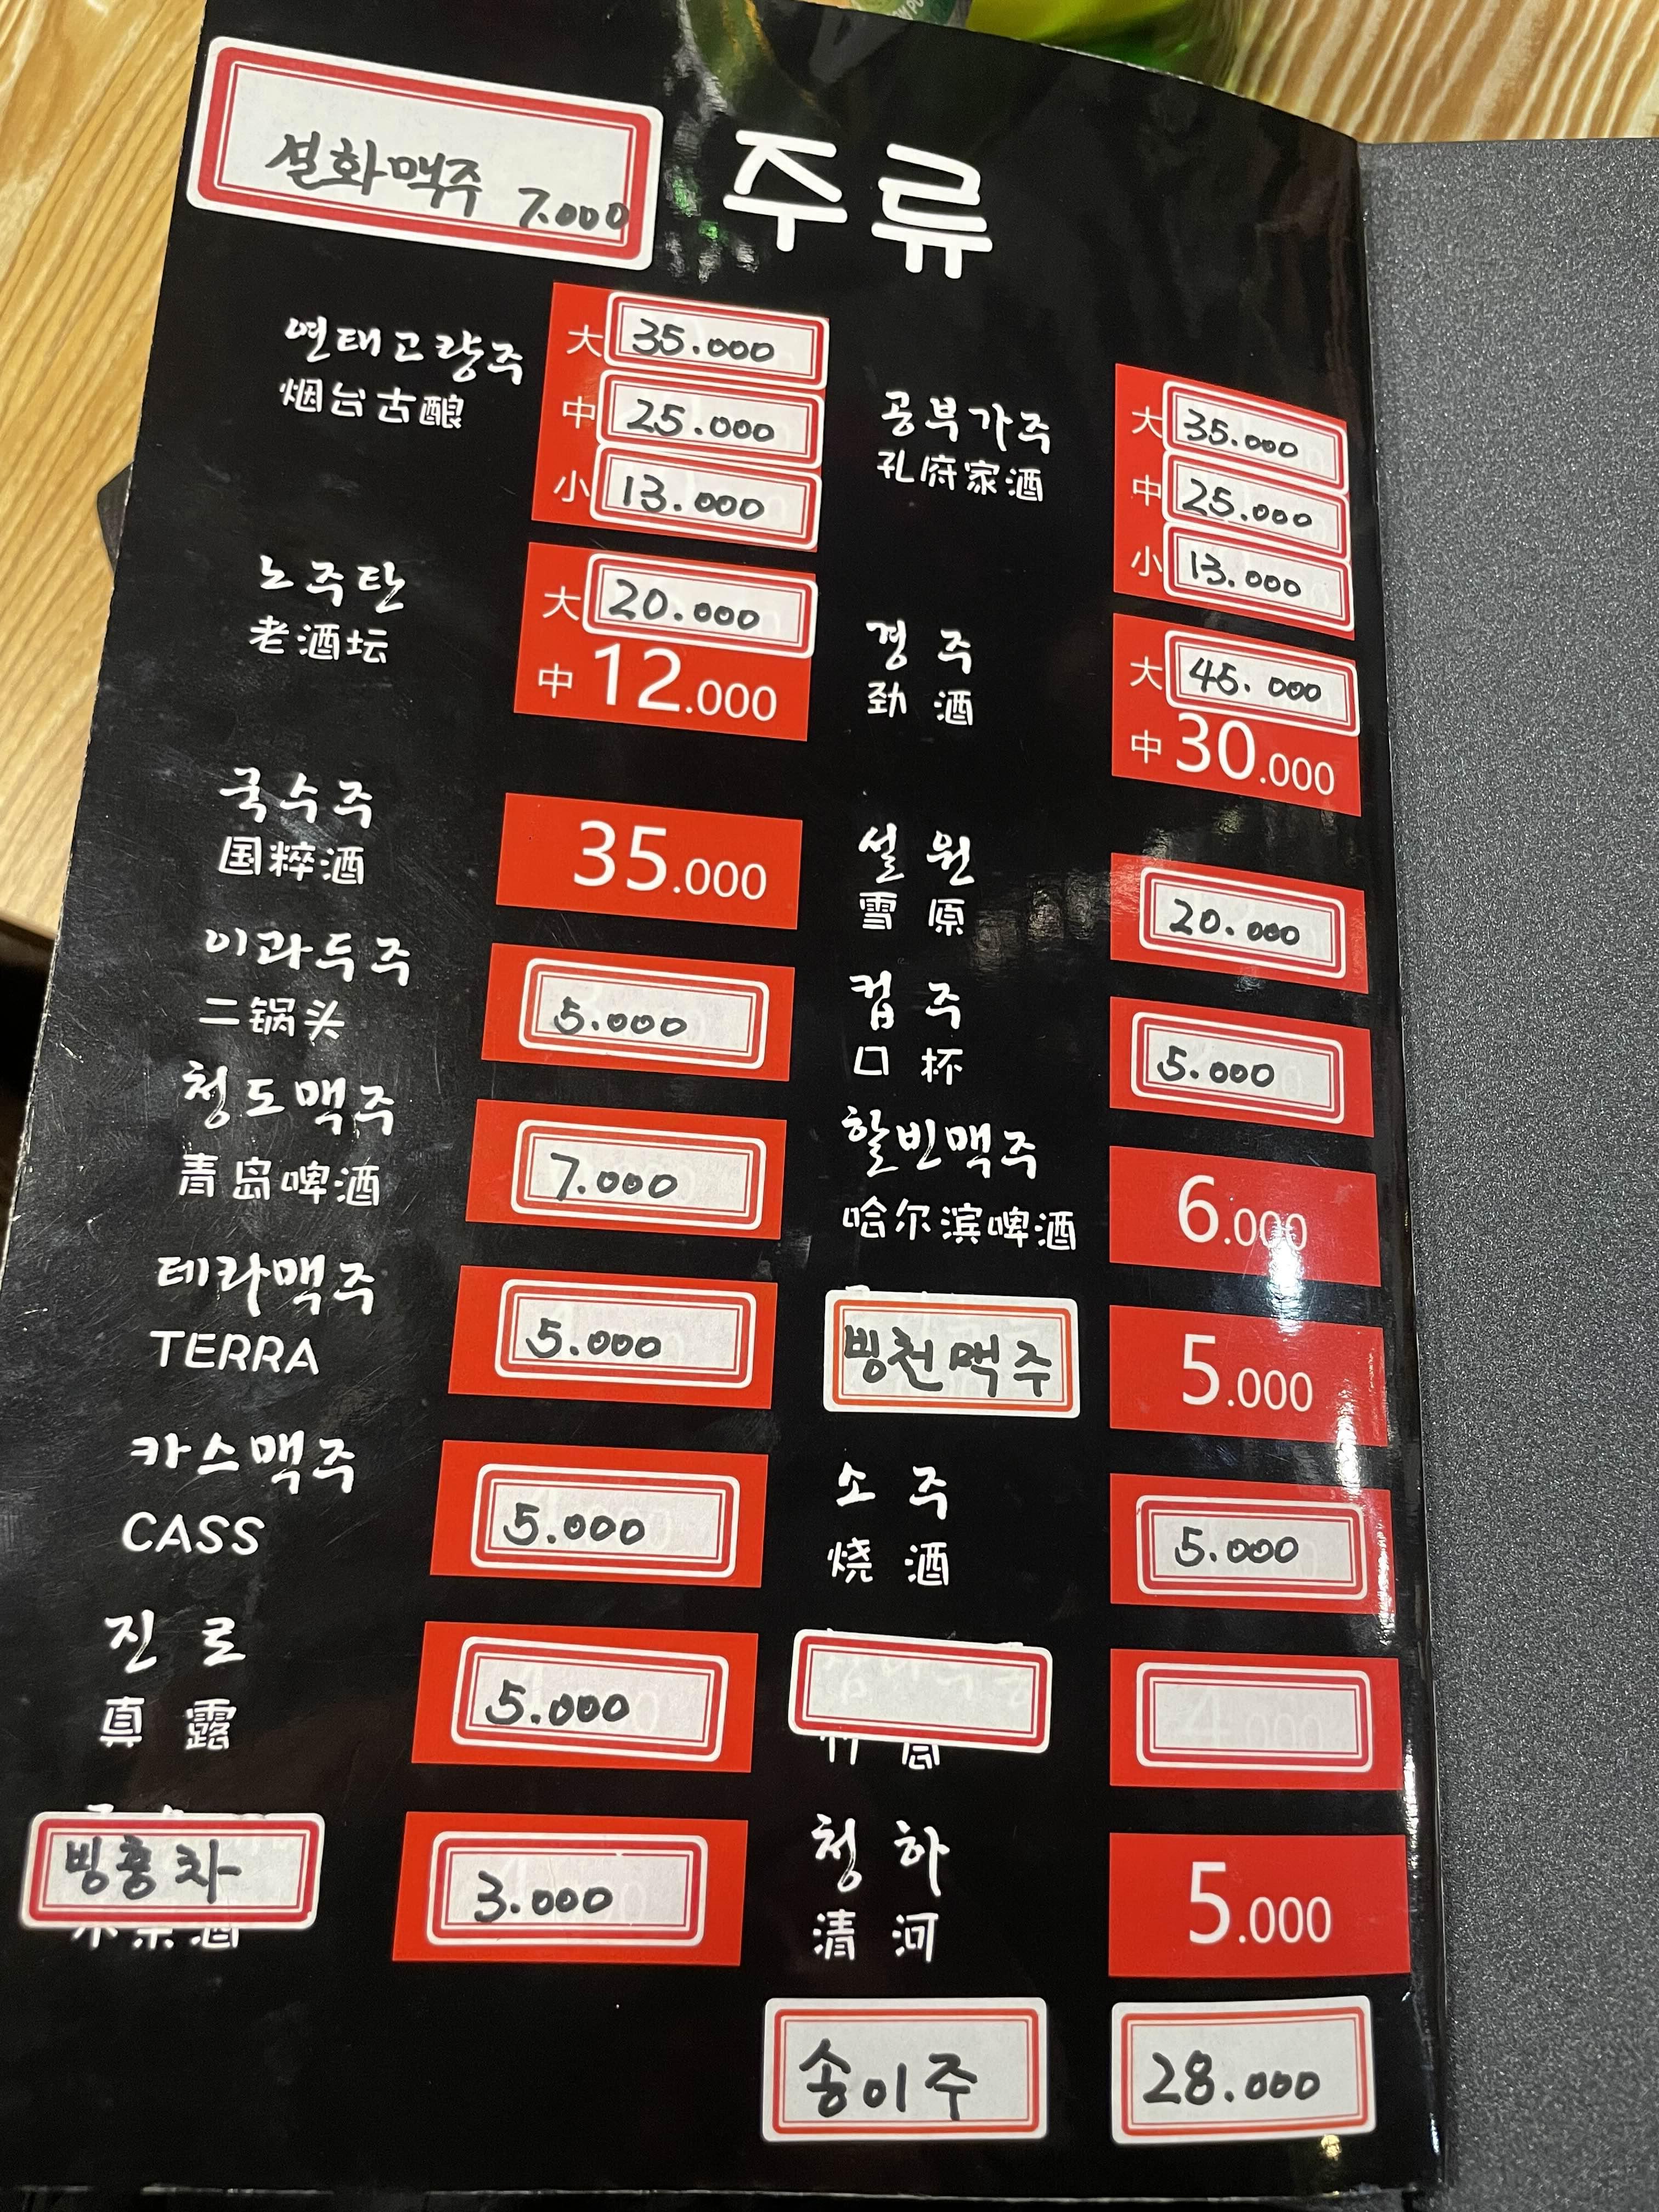 설화맥주 7.000
주류
연태고량주
烟台古酿
大 35.000
中 25.000
小 13.000
공부가주
孔府家酒
大 35.000
中 25.000
小 13.000
노주탄
老酒坛
大 20.000
中 12.000
경주
劲酒
大 45.000
中 30.000
국수주
国粹酒
35.000
설원
雪原
20.000
이과두주
二锅头
5.000
컵주
口杯
5.000
청도맥주
青岛啤酒
7.000
할빈맥주
哈尔滨啤酒
6.000
테라맥주
TERRA
5.000
빙천맥주
5.000
카스맥주
CASS
5.000
소주
烧酒
5.000
진로
真露
5.000
4.000
빙홍차
3.000
청하
清河
5.000
송이주
28.000